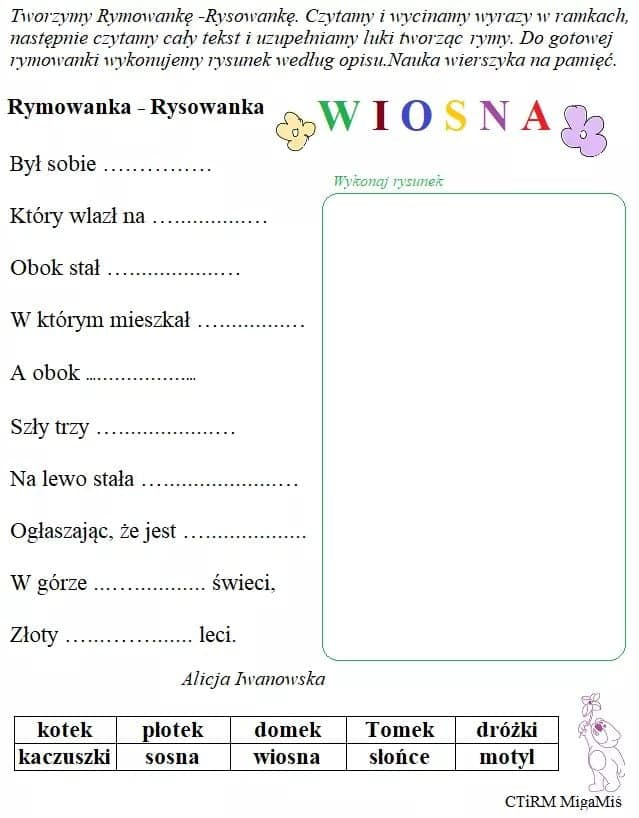 Tworzymy Rymowankę -Rysowankę. Czytamy i wycinamy wyrazy w ramkach,
następnie czytamy cały tekst i uzupełniamy luki tworząc rymy. Do gotowej
rymowanki wykonujemy rysunek według opisu.Nauka wierszyka na pamięć.
Rymowanka - Rysowanka
WIOSNA
Był sobie ……………
Wykonaj rysunek
Który wlazł na ……………
Obok stał ………………
W którym mieszkał ……………
A obok ………………
Szły trzy ………………
Na lewo stała …………………
Ogłaszając, że jest ………………
W górze ……………… świeci,
Złoty ……………… leci.
Alicja Iwanowska
kotek płotek domek Tomek dróżki
kaczuszki sosna wiosna słońce motyl
CTiRM MigaMiś